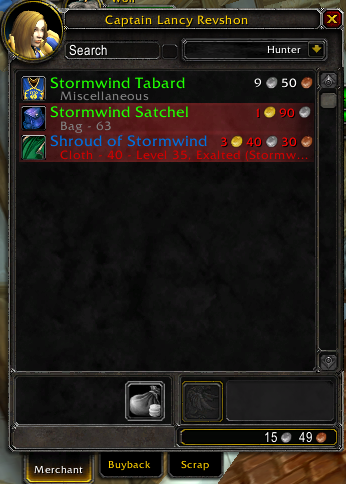 Captain Lancy Revshon
Search
Hunter
Stormwind Tabard 9 50
Miscellaneous
Stormwind Satchel 1 90
Bag - 63
Shroud of Stormwind 3 40 30
Cloth - 40 - Level 35, Exalted (Stormw...
15 49
Merchant Buyback Scrap